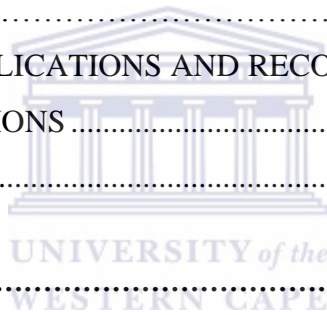 ............................................................
LICATIONS AND RECO
IONS ........................................
........................................
UNIVERSITY of the
........................................
WESTERN CAPE